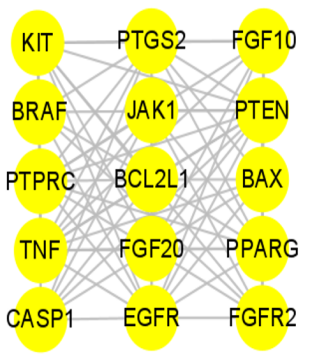 KIT PTGS2 FGF10
BRAF JAK1 PTEN
PTPRC BCL2L1 BAX
TNF FGF20 PPARG
CASP1 EGFR FGFR2